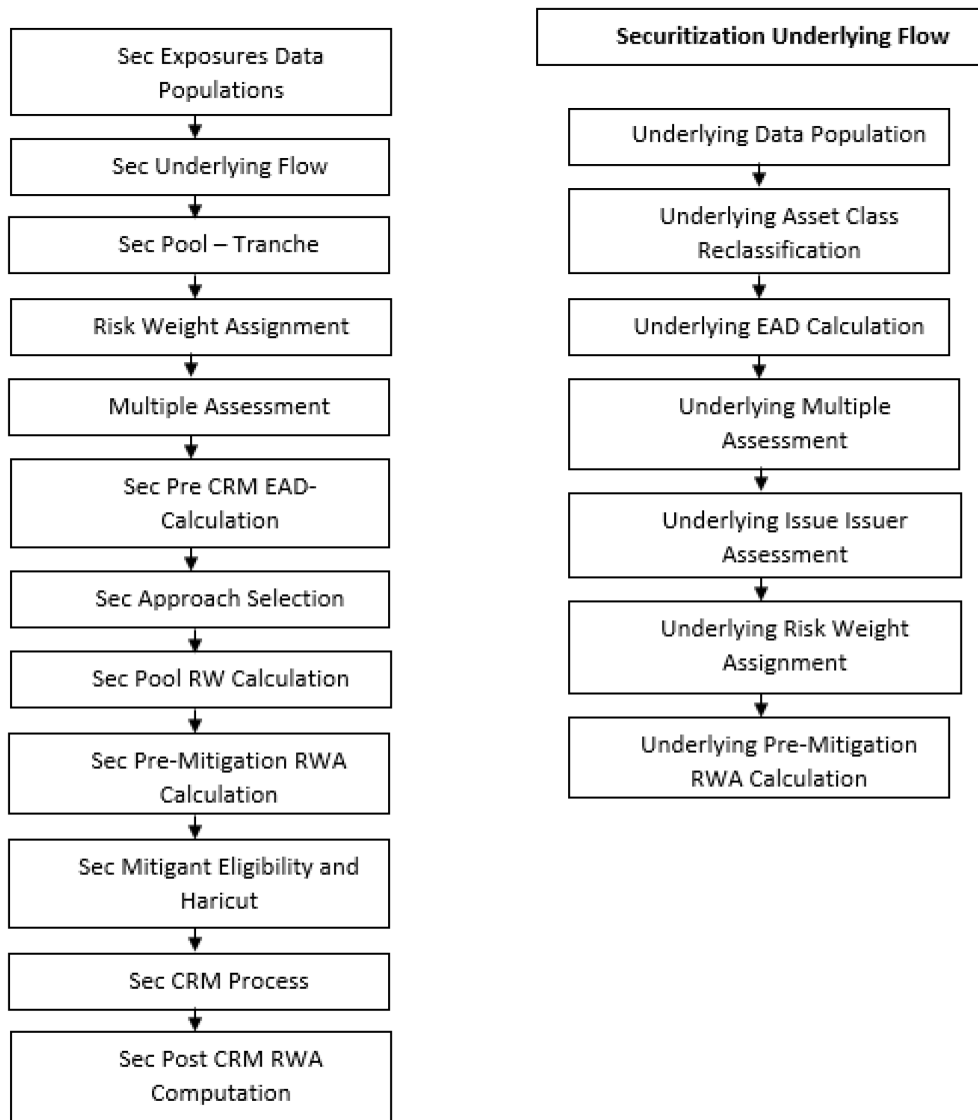 Sec Exposures Data
Populations
Sec Underlying Flow
Sec Pool – Tranche
Risk Weight Assignment
Multiple Assessment
Sec Pre CRM EAD-
Calculation
Sec Approach Selection
Sec Pool RW Calculation
Sec Pre-Mitigation RWA
Calculation
Sec Mitigant Eligibility and
Haricut
Sec CRM Process
Sec Post CRM RWA
Computation
Securitization Underlying Flow
Underlying Data Population
Underlying Asset Class
Reclassification
Underlying EAD Calculation
Underlying Multiple
Assessment
Underlying Issue Issuer
Assessment
Underlying Risk Weight
Assignment
Underlying Pre-Mitigation
RWA Calculation